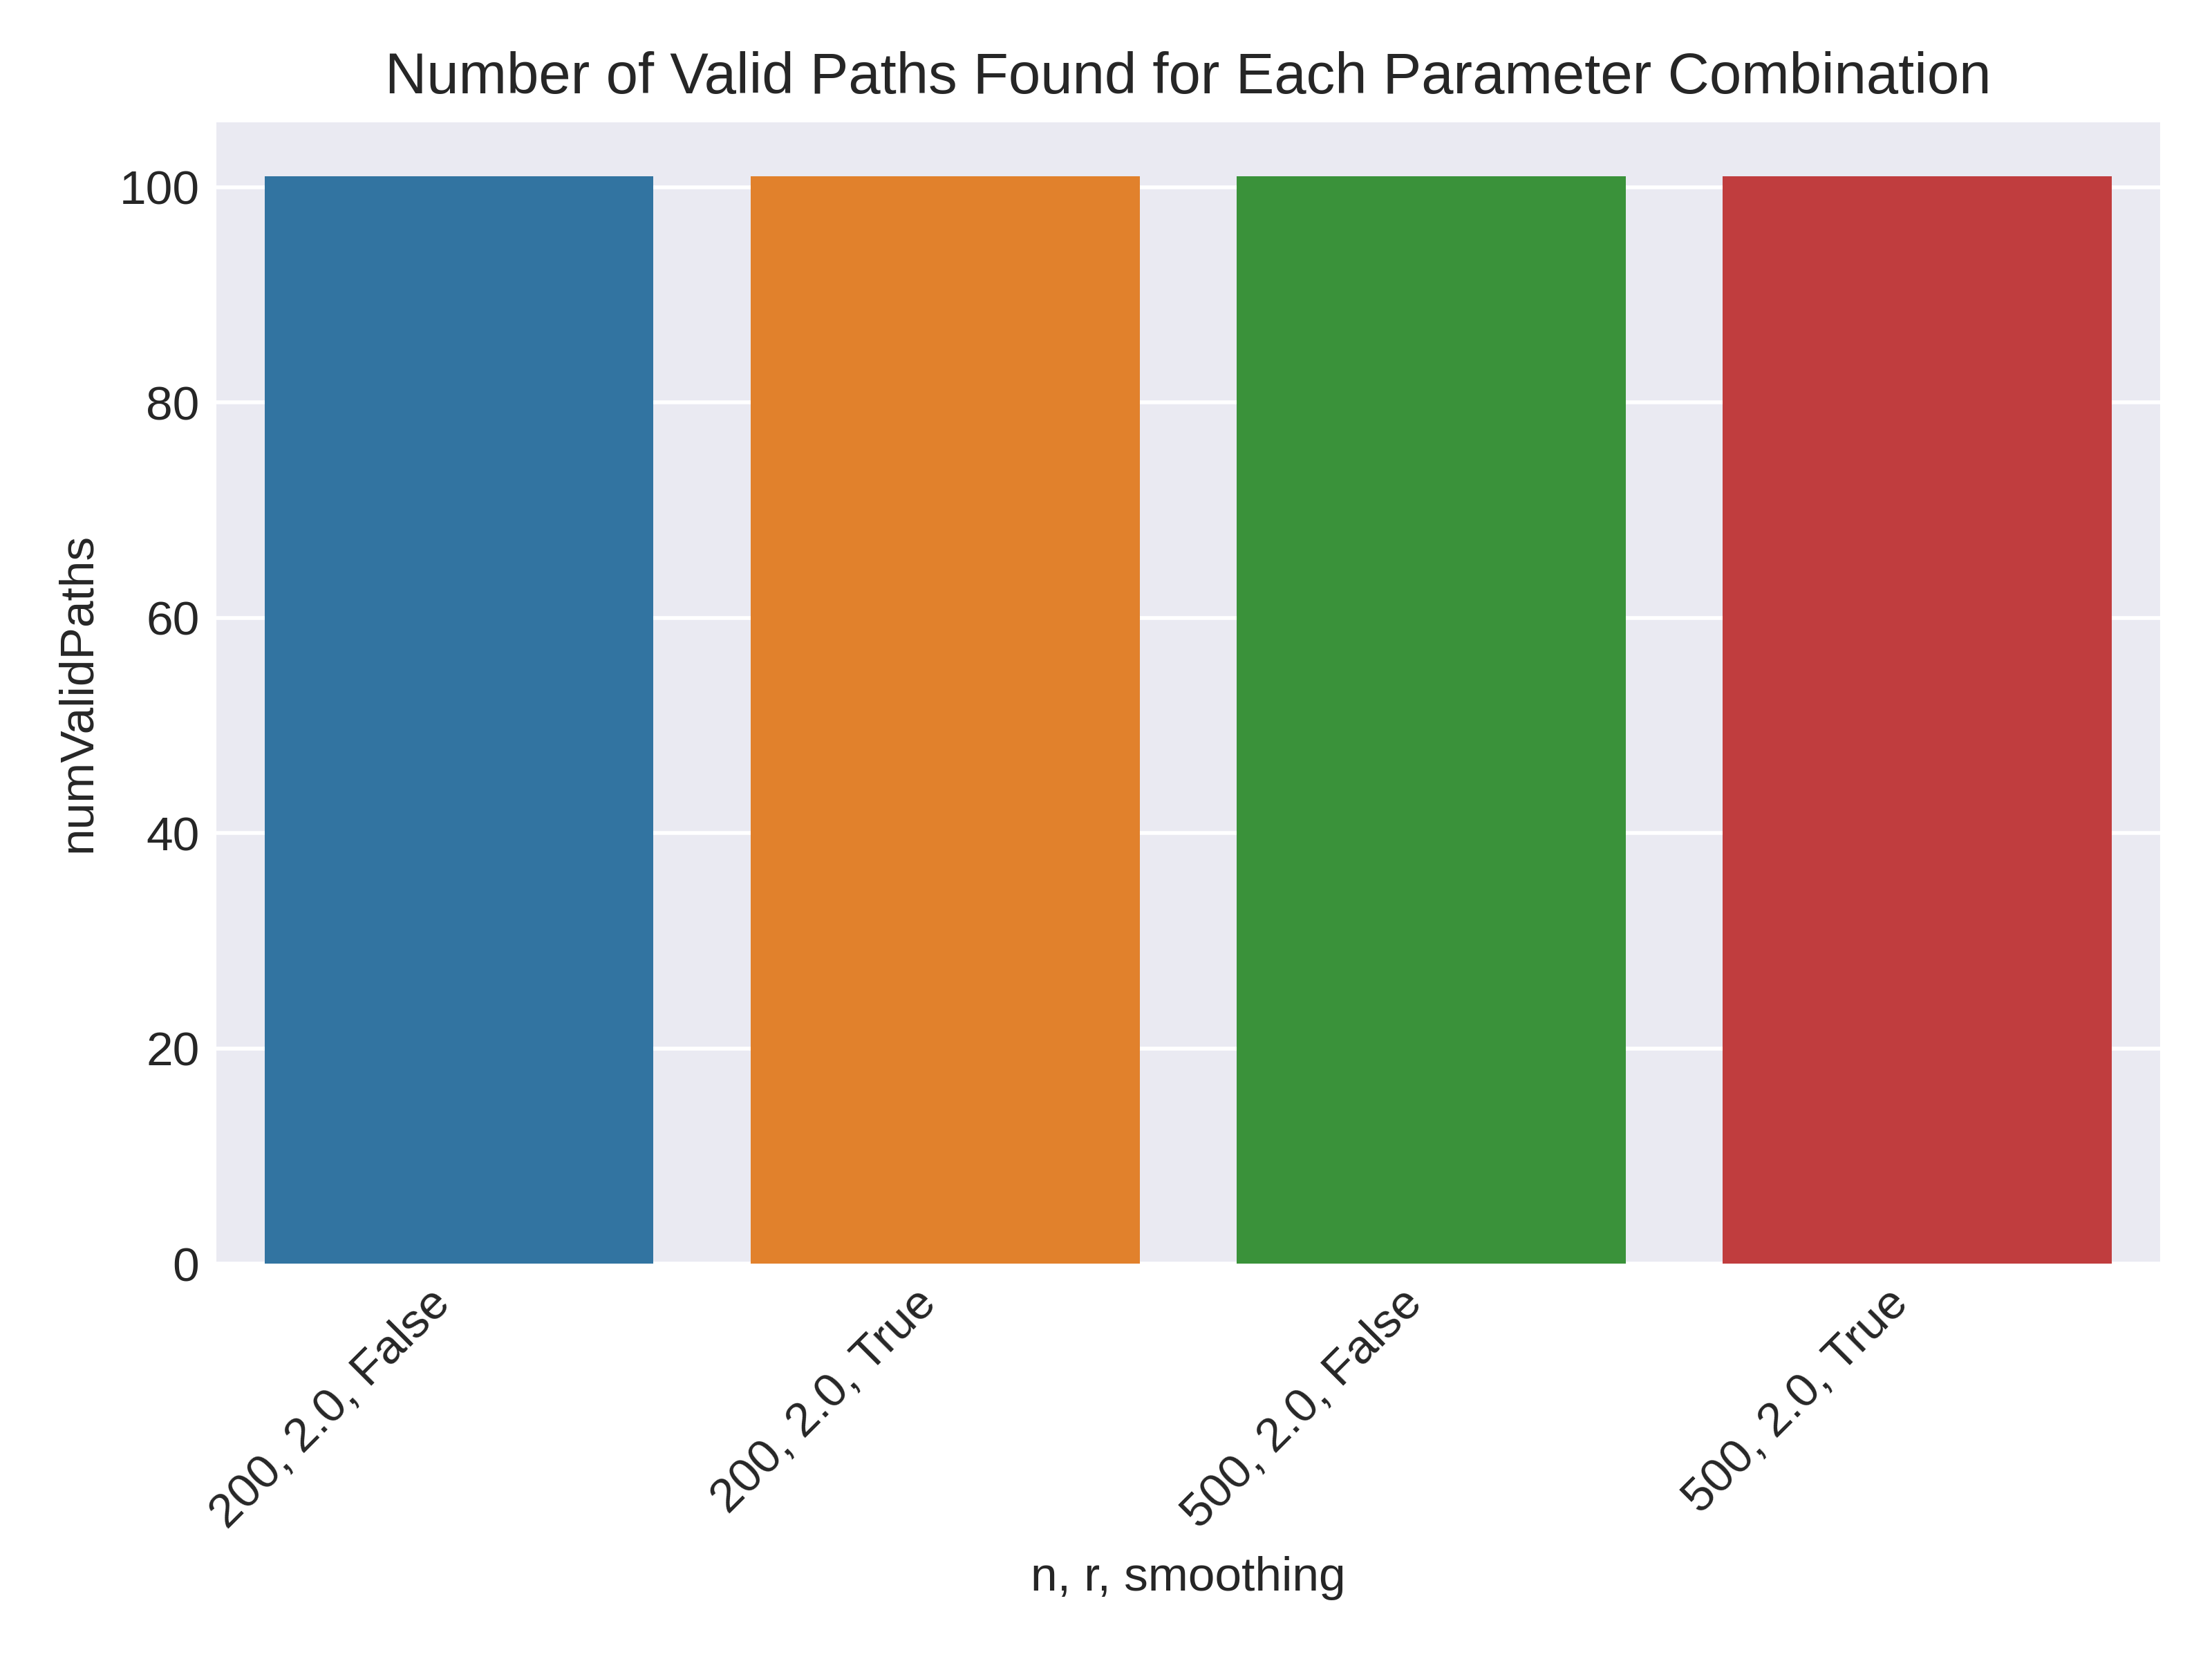 Number of Valid Paths Found for Each Parameter Combination
100
80
60
40
20
0
numValidPaths
200, 2.0, False
200, 2.0, True
500, 2.0, False
500, 2.0, True
n, r, smoothing